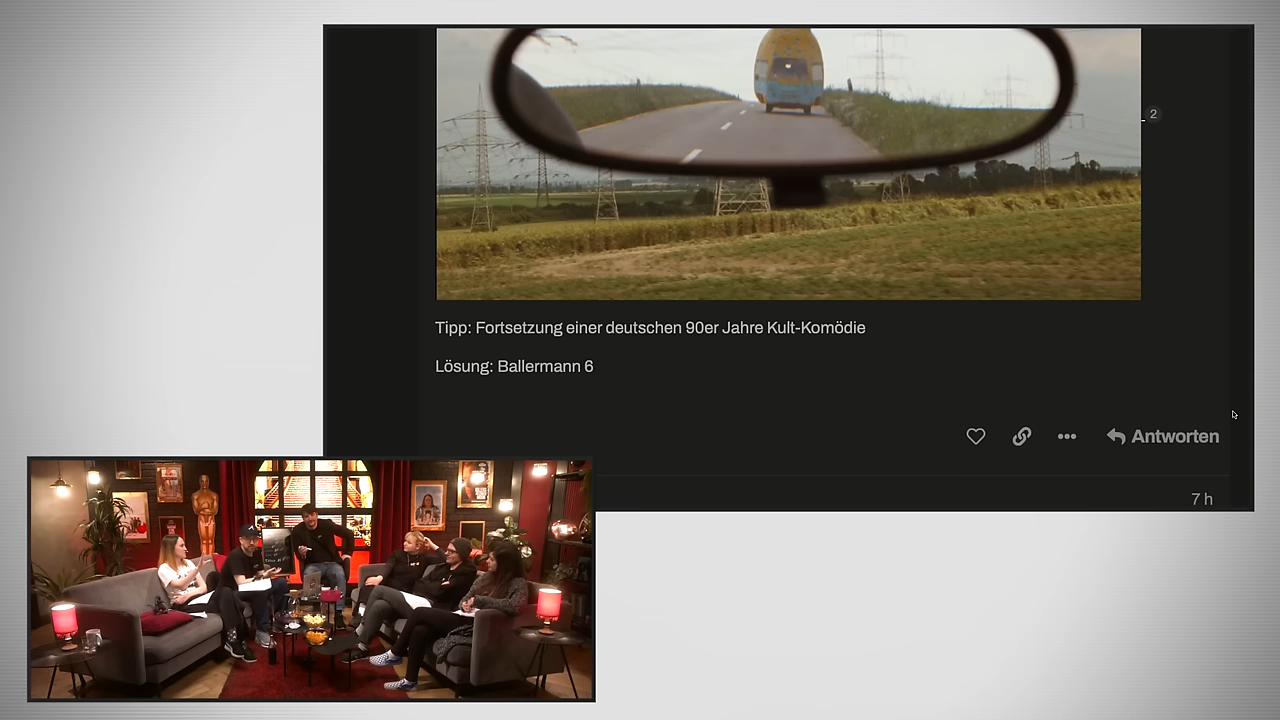 2
Tipp: Fortsetzung einer deutschen 90er Jahre Kult-Komödie
Lösung: Ballermann 6
Antworten
7 h